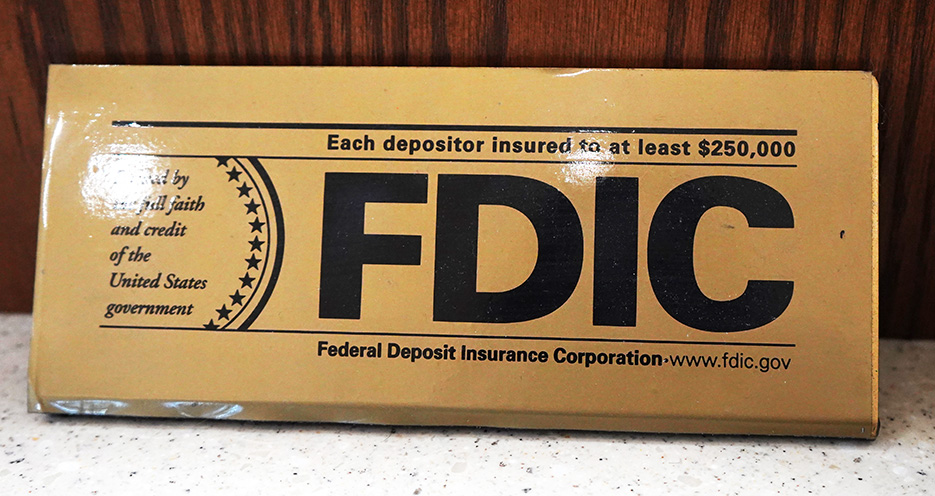 Each depositor insured to at least $250,000
by
full faith
and credit
of the
United States
government
FDIC
Federal Deposit Insurance Corporation • www.fdic.gov